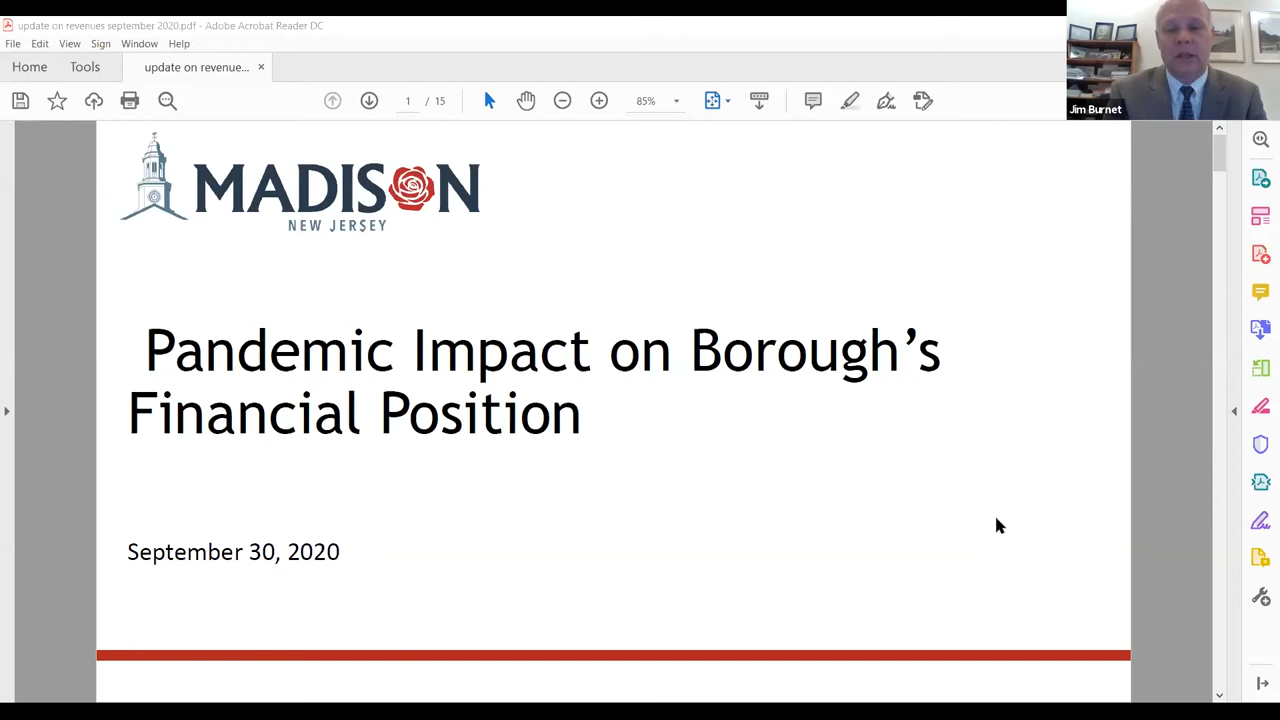 update on revenues september 2020.pdf - Adobe Acrobat Reader DC
File Edit View Sign Window Help
Home Tools update on revenue... ×
1 / 15 85%
Jim Burnet
MADISON
NEW JERSEY
Pandemic Impact on Borough’s
Financial Position
September 30, 2020